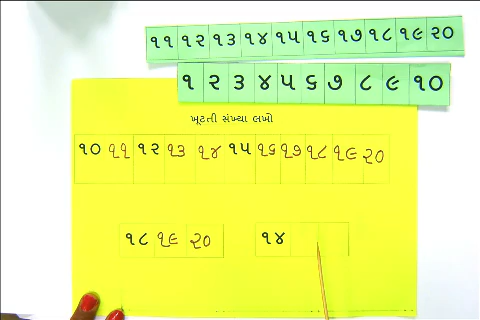 ૧૧ ૧૨ ૧૩ ૧૪ ૧૫ ૧૬ ૧૭ ૧૮ ૧૯ ૨૦
૧ ૨ ૩ ૪ ૫ ૬ ૭ ૮ ૯ ૧૦
ખૂટતી સંખ્યા લખો
૧૦ ૧૧ ૧૨ ૧૩ ૧૪ ૧૫ ૧૬ ૧૭ ૧૮ ૧૯ ૨૦
૧૮ ૧૯ ૨૦ ૧૪